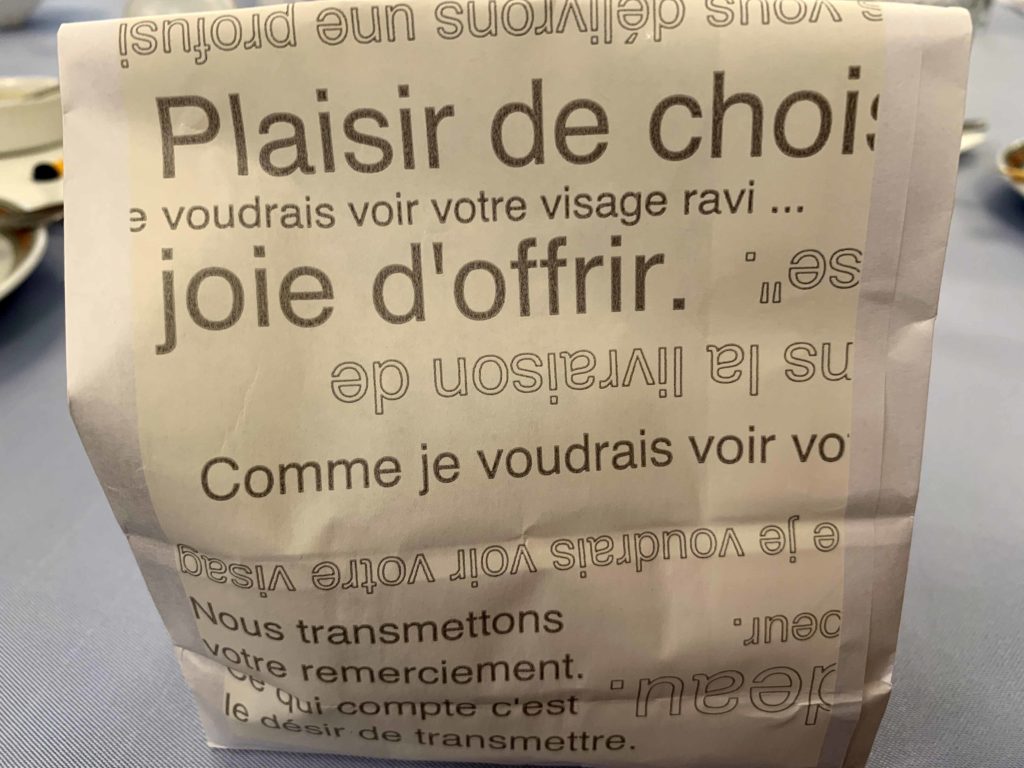 vous délivrons une profusi
Plaisir de chois
e voudrais voir votre visage ravi ...
joie d'offrir.
se".
ns la livraison de
Comme je voudrais voir vo
e je voudrais voir votre visag
Nous transmettons
votre remerciement.
oeur.
ce qui compte c'est
deau.
le désir de transmettre.